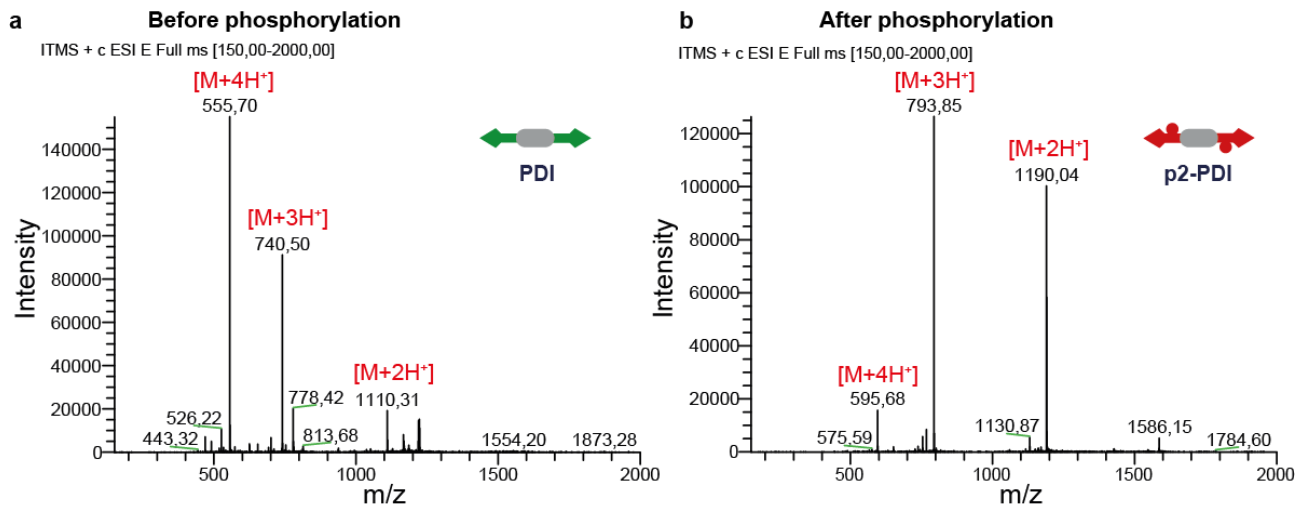 a Before phosphorylation
ITMS + c ESI E Full ms [150,00-2000,00]
[M+4H⁺]
555,70
[M+3H⁺]
740,50
[M+2H⁺]
1110,31
778,42
526,22
443,32
813,68
1554,20
1873,28
PDI
Intensity
140000
120000
100000
80000
60000
40000
20000
0
500
1000
1500
2000
m/z
b After phosphorylation
ITMS + c ESI E Full ms [150,00-2000,00]
[M+3H⁺]
793,85
[M+2H⁺]
1190,04
[M+4H⁺]
595,68
575,59
1130,87
1586,15
1784,60
p2-PDI
Intensity
120000
100000
80000
60000
40000
20000
0
500
1000
1500
2000
m/z